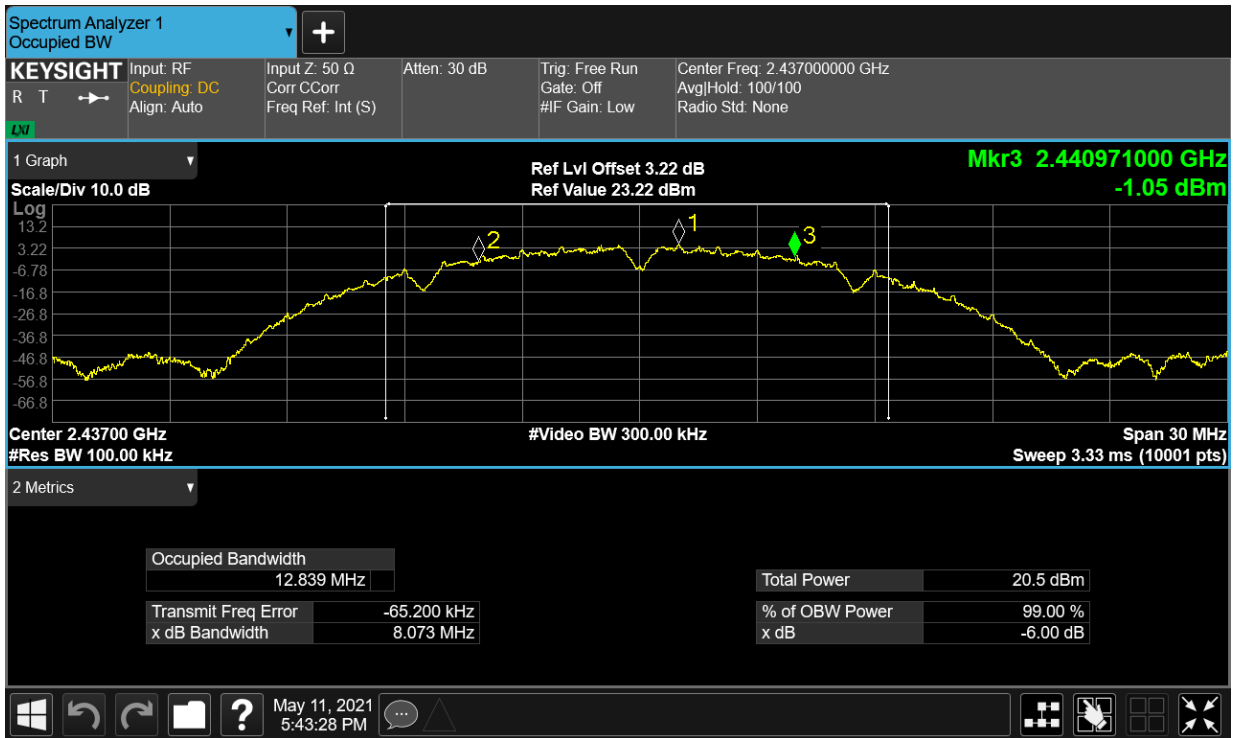 Spectrum Analyzer 1
Occupied BW
KEYSIGHT
R T
LXI
Input: RF
Coupling: DC
Align: Auto
Input Z: 50 Ω
Corr CCorr
Freq Ref: Int (S)
Atten: 30 dB
Trig: Free Run
Gate: Off
#IF Gain: Low
Center Freq: 2.437000000 GHz
Avg|Hold: 100/100
Radio Std: None
1 Graph
Scale/Div 10.0 dB
Ref Lvl Offset 3.22 dB
Ref Value 23.22 dBm
Mkr3 2.440971000 GHz
-1.05 dBm
Log
13.2
3.22
-6.78
-16.8
-26.8
-36.8
-46.8
-56.8
-66.8
2
1
3
Center 2.43700 GHz
#Res BW 100.00 kHz
#Video BW 300.00 kHz
Span 30 MHz
Sweep 3.33 ms (10001 pts)
2 Metrics
Occupied Bandwidth
12.839 MHz
Transmit Freq Error -65.200 kHz
x dB Bandwidth 8.073 MHz
Total Power 20.5 dBm
% of OBW Power 99.00 %
x dB -6.00 dB
?
May 11, 2021
5:43:28 PM